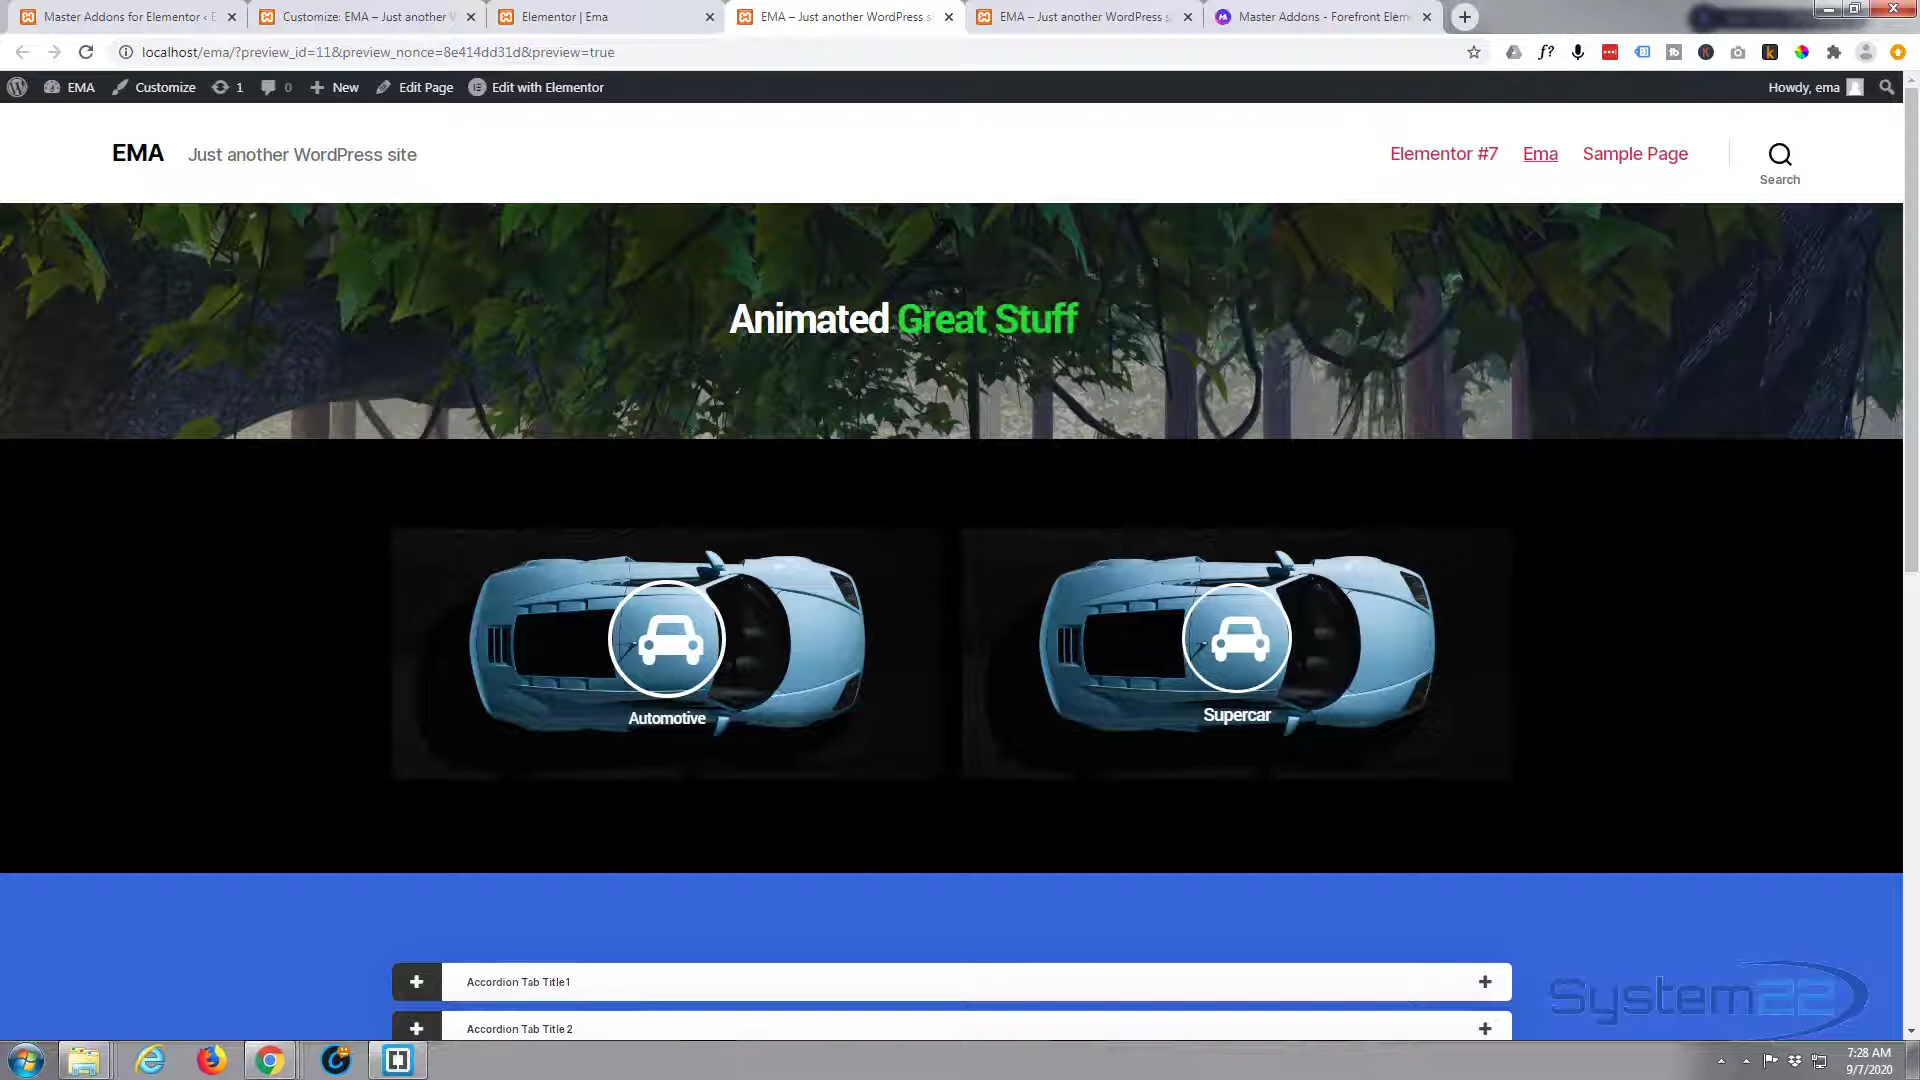 Master Addons for Elementor ‹ E
Customize: EMA – Just another W
Elementor | Ema
EMA – Just another WordPress s
EMA – Just another WordPress s
Master Addons - Forefront Elem
localhost/ema/?preview_id=11&preview_nonce=8e414dd31d&preview=true
f?
EMA
Customize
1
0
New
Edit Page
Edit with Elementor
Howdy, ema
EMA
Just another WordPress site
Elementor #7
Ema
Sample Page
Search
Animated Great Stuff
Automotive
Supercar
Accordion Tab Title1
Accordion Tab Title 2
System22
7:28 AM
9/7/2020